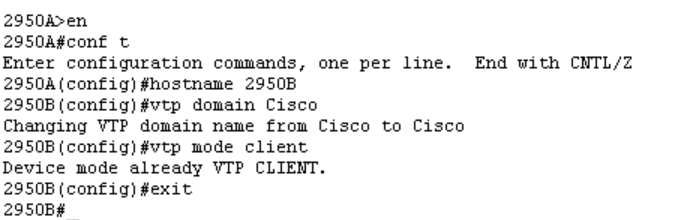 2950A>en
2950A#conf t
Enter configuration commands, one per line.  End with CNTL/Z
2950A(config)#hostname 2950B
2950B(config)#vtp domain Cisco
Changing VTP domain name from Cisco to Cisco
2950B(config)#vtp mode client
Device mode already VTP CLIENT.
2950B(config)#exit
2950B#